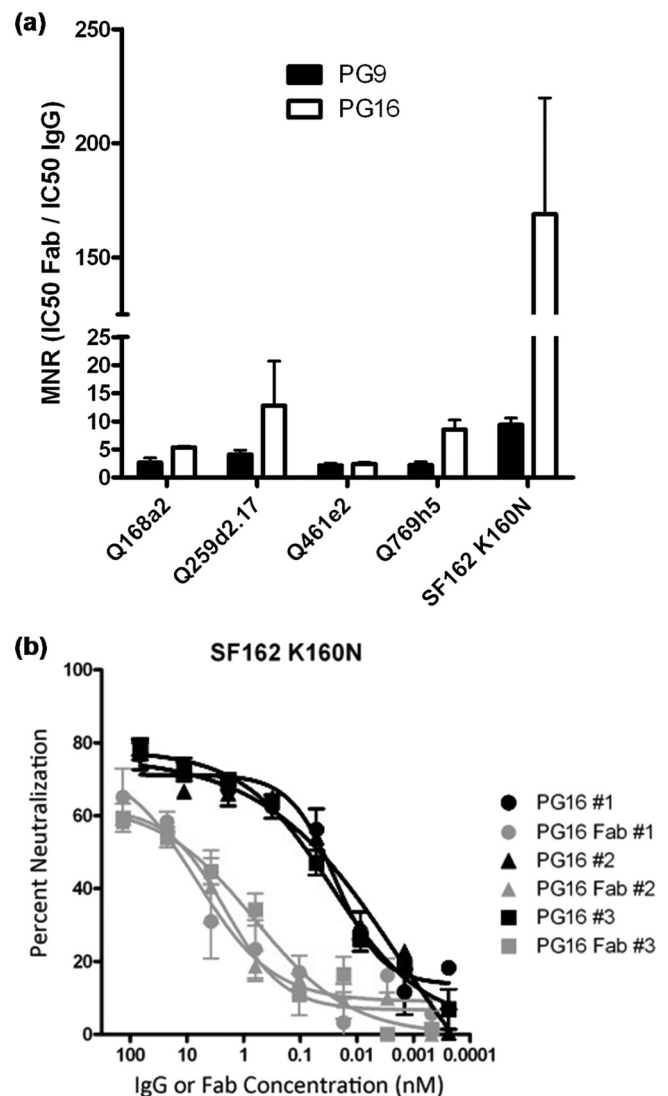 (a)
MNR (IC50 Fab / IC50 IgG)
250
200
150
25
20
15
10
5
0
PG9
PG16
Q168a2
Q259d2.17
Q461e2
Q769h5
SF162 K160N
(b)
SF162 K160N
Percent Neutralization
100
80
60
40
20
0
100
10
1
0.1
0.01
0.001
0.0001
IgG or Fab Concentration (nM)
PG16 #1
PG16 Fab #1
PG16 #2
PG16 Fab #2
PG16 #3
PG16 Fab #3